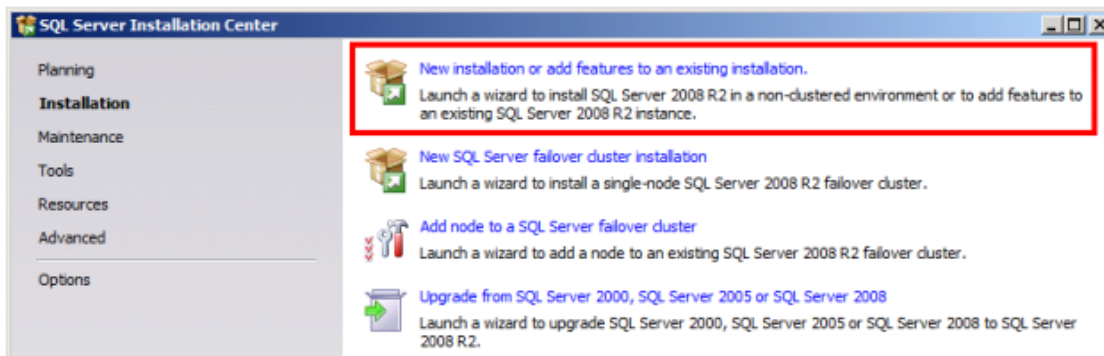 SQL Server Installation Center
Planning
Installation
Maintenance
Tools
Resources
Advanced
Options
New installation or add features to an existing installation.
Launch a wizard to install SQL Server 2008 R2 in a non-clustered environment or to add features to
an existing SQL Server 2008 R2 instance.
New SQL Server failover cluster installation
Launch a wizard to install a single-node SQL Server 2008 R2 failover cluster.
Add node to a SQL Server failover cluster
Launch a wizard to add a node to an existing SQL Server 2008 R2 failover cluster.
Upgrade from SQL Server 2000, SQL Server 2005 or SQL Server 2008
Launch a wizard to upgrade SQL Server 2000, SQL Server 2005 or SQL Server 2008 to SQL Server
2008 R2.